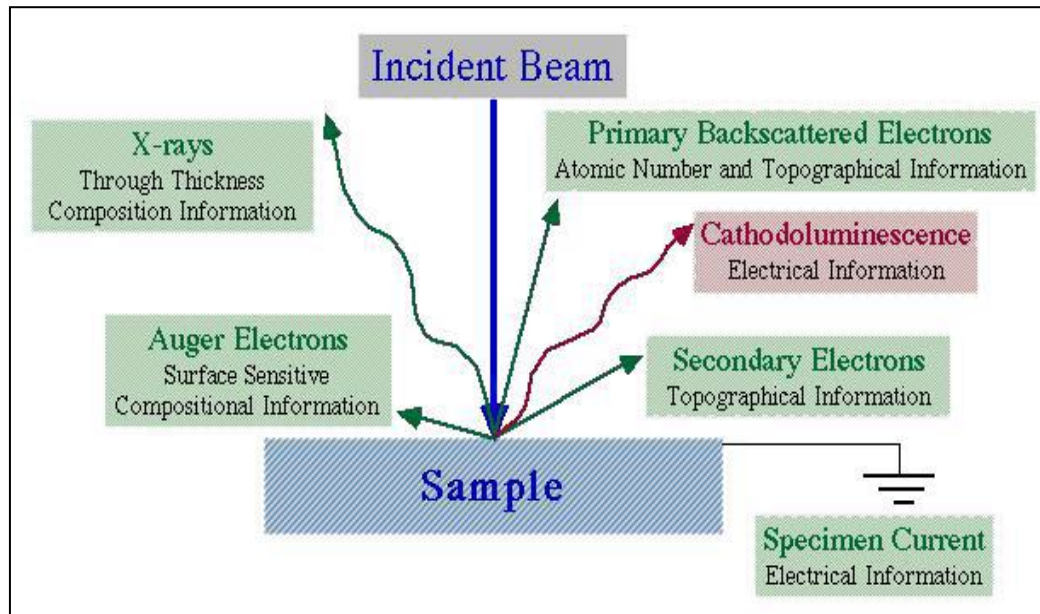 Incident Beam
X-rays
Through Thickness
Composition Information
Primary Backscattered Electrons
Atomic Number and Topographical Information
Cathodoluminescence
Electrical Information
Auger Electrons
Surface Sensitive
Compositional Information
Secondary Electrons
Topographical Information
Sample
Specimen Current
Electrical Information